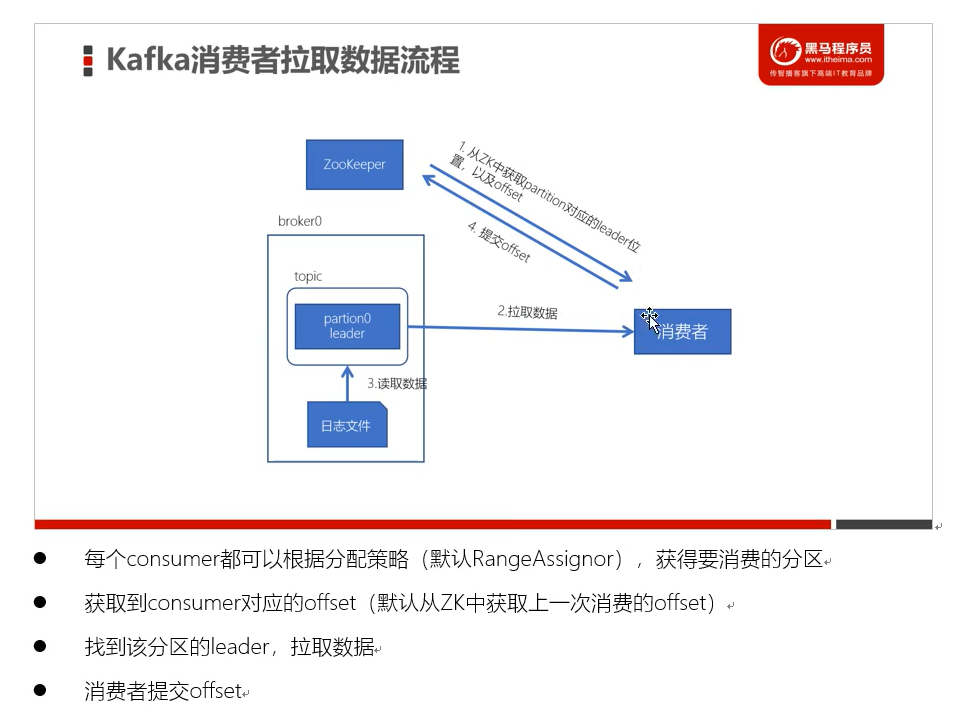 Kafka消费者拉取数据流程
黑马程序员
www.itheima.com
传智播客旗下高端IT教育品牌
ZooKeeper
1. 从ZK中获取partition对应的leader位
置，以及offset
4. 提交offset
broker0
topic
partion0
leader
2.拉取数据
消费者
3.读取数据
日志文件
● 每个consumer都可以根据分配策略（默认RangeAssignor），获得要消费的分区
● 获取到consumer对应的offset（默认从ZK中获取上一次消费的offset）
● 找到该分区的leader，拉取数据
● 消费者提交offset